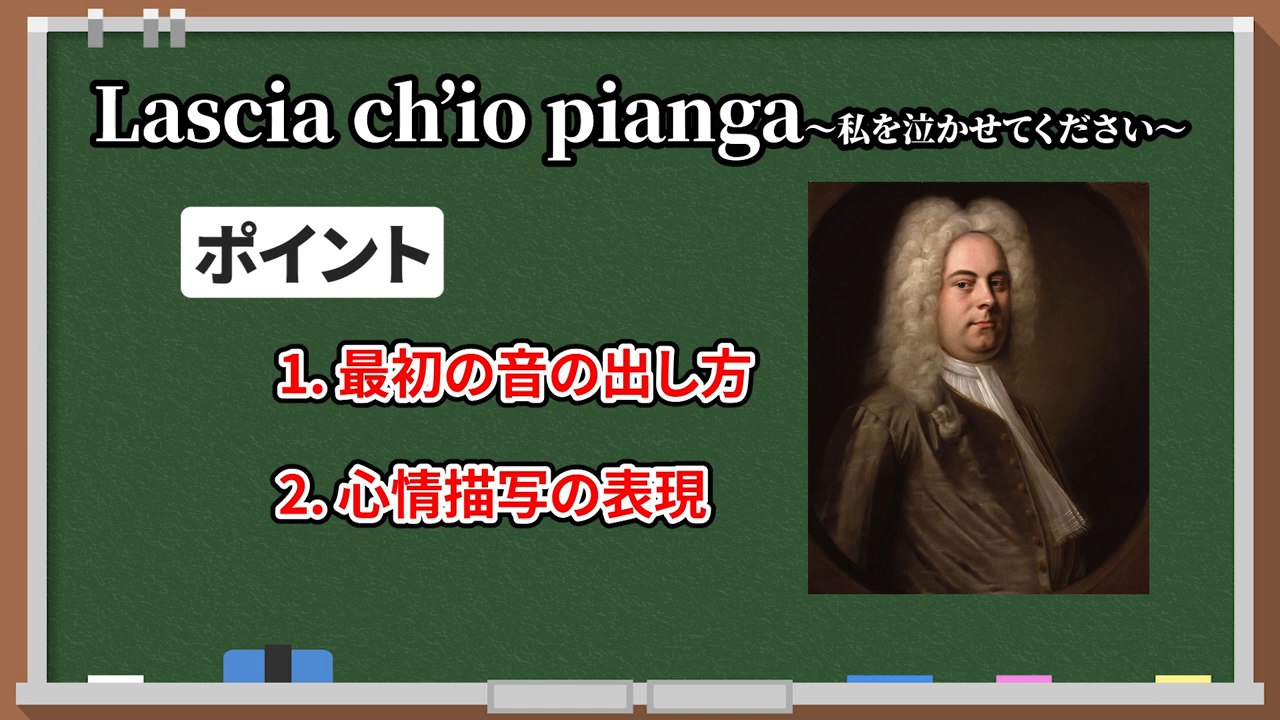 Lascia ch’io pianga～私を泣かせてください～
ポイント
1. 最初の音の出し方
2. 心情描写の表現